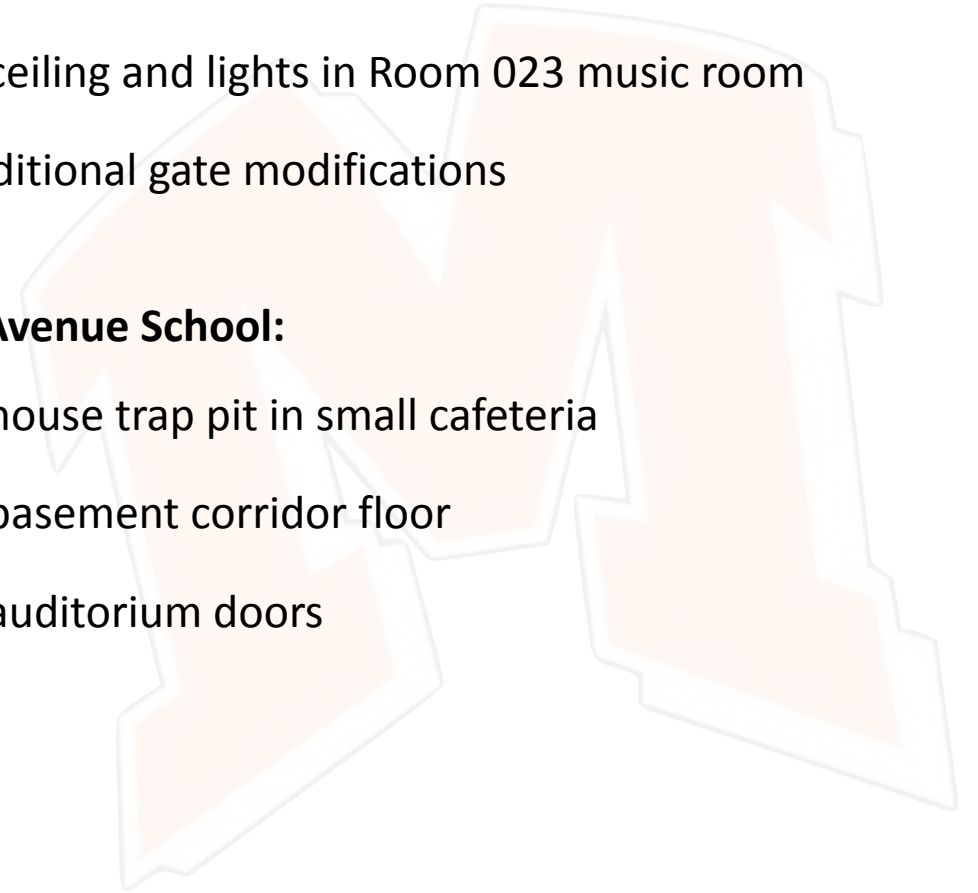 ceiling and lights in Room 023 music room
ditional gate modifications
Avenue School:
house trap pit in small cafeteria
basement corridor floor
auditorium doors